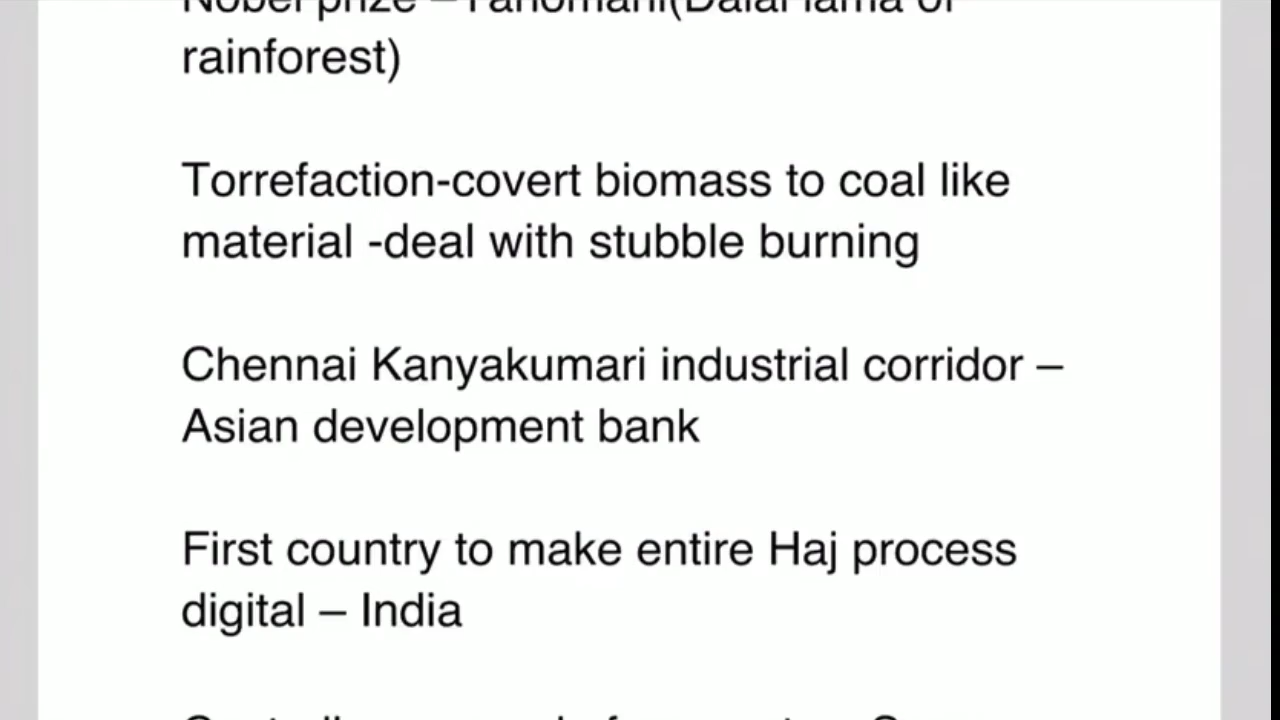 Nobel prize – Yanomani(Dalai lama of
rainforest)
Torrefaction-covert biomass to coal like
material -deal with stubble burning
Chennai Kanyakumari industrial corridor –
Asian development bank
First country to make entire Haj process
digital – India